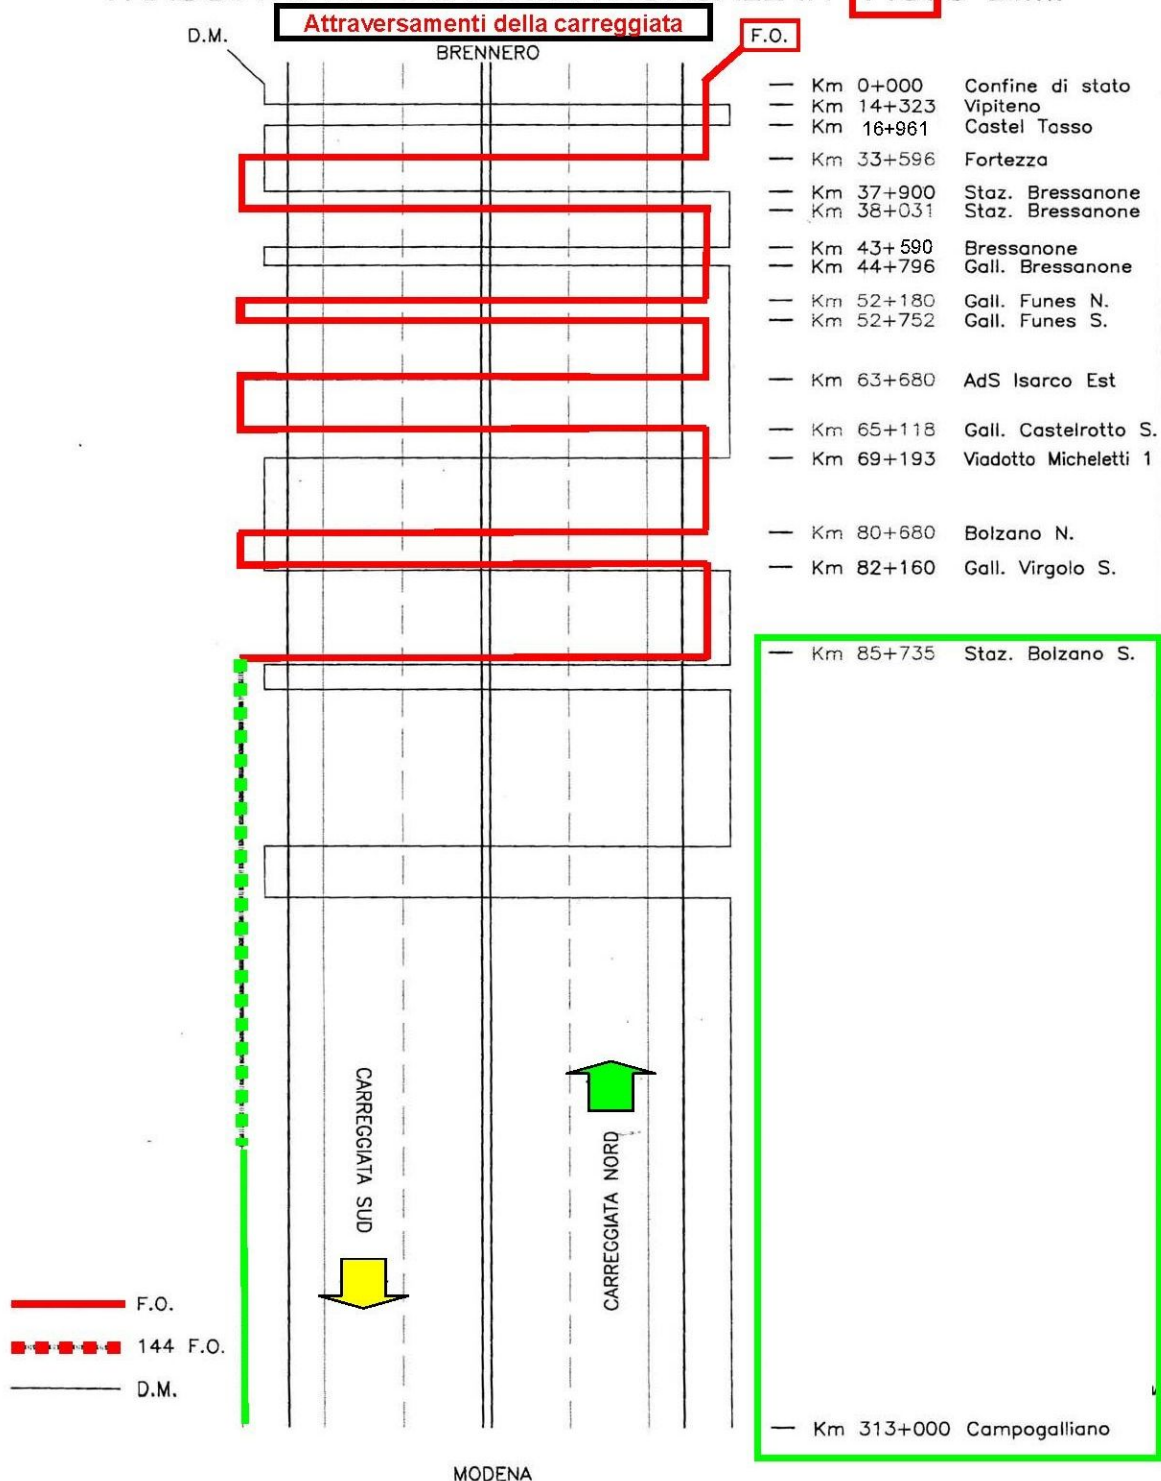 Attraversamenti della carreggiata
D.M.
F.O.
BRENNERO
Km 0+000 Confine di stato
Km 14+323 Vipiteno
Km 16+961 Castel Tasso
Km 33+596 Fortezza
Km 37+900 Staz. Bressanone
Km 38+031 Staz. Bressanone
Km 43+590 Bressanone
Km 44+796 Gall. Bressanone
Km 52+180 Gall. Funes N.
Km 52+752 Gall. Funes S.
Km 63+680 AdS Isarco Est
Km 65+118 Gall. Castelrotto S.
Km 69+193 Viadotto Micheletti 1
Km 80+680 Bolzano N.
Km 82+160 Gall. Virgolo S.
Km 85+735 Staz. Bolzano S.
CARREGGIATA SUD
CARREGGIATA NORD
F.O.
144 F.O.
D.M.
Km 313+000 Campogalliano
MODENA